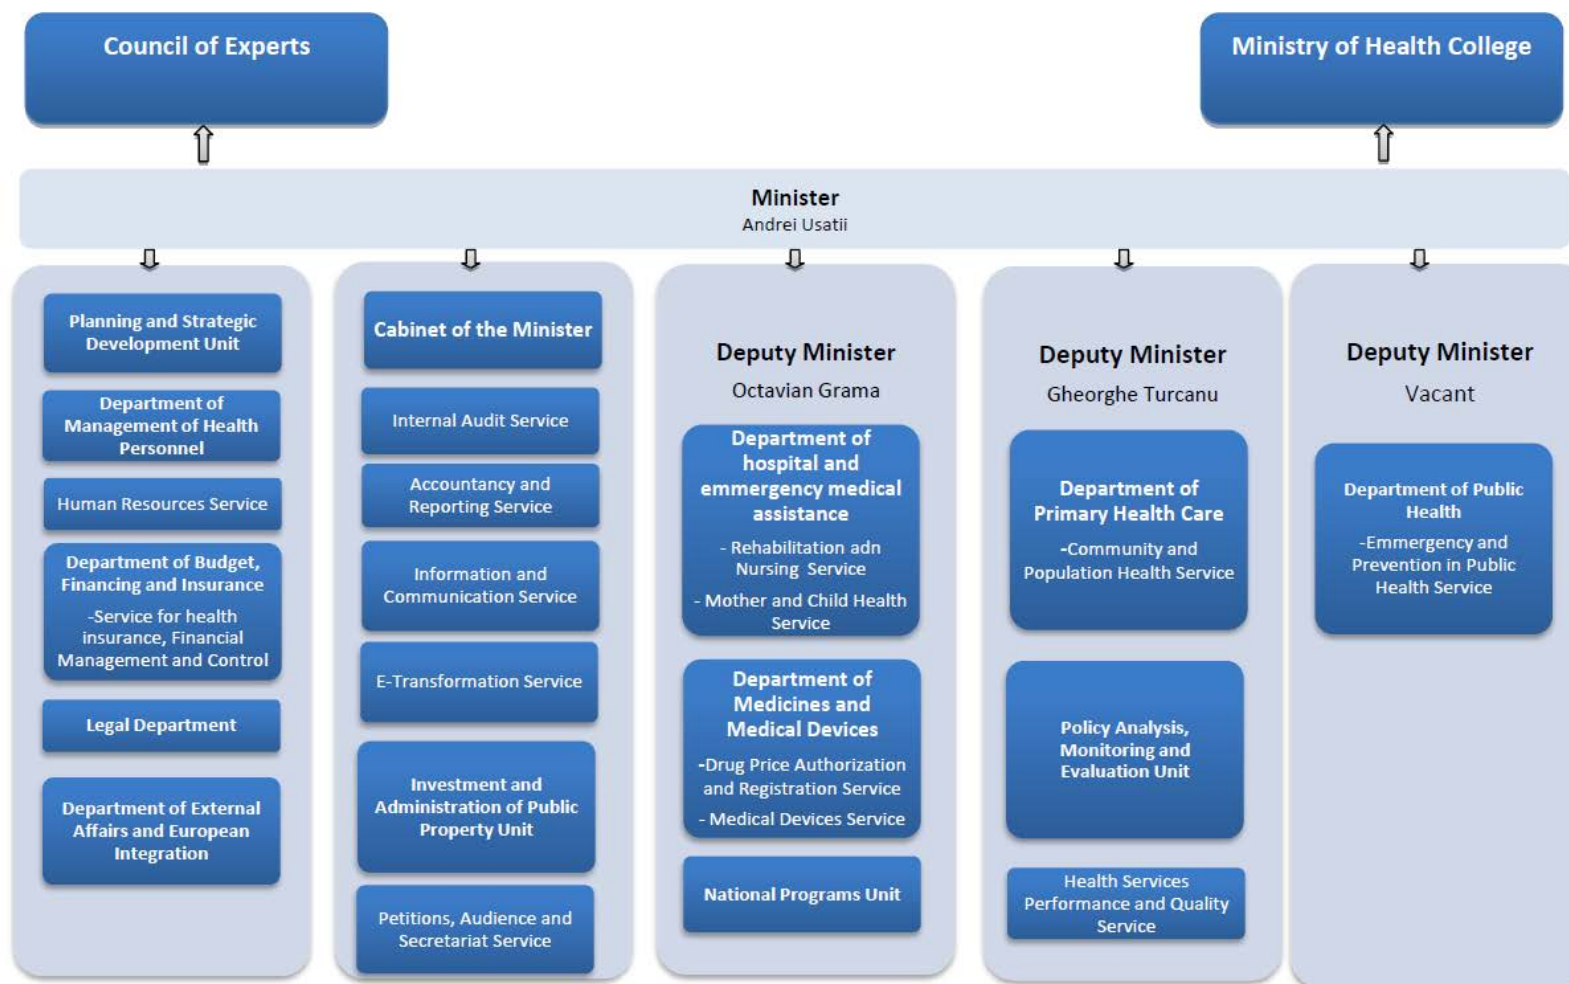 Council of Experts
Ministry of Health College
Minister
Andrei Usatii
Planning and Strategic
Development Unit
Department of
Management of Health
Personnel
Human Resources Service
Department of Budget,
Financing and Insurance
-Service for health
insurance, Financial
Management and Control
Legal Department
Department of External
Affairs and European
Integration
Cabinet of the Minister
Internal Audit Service
Accountancy and
Reporting Service
Information and
Communication Service
E-Transformation Service
Investment and
Administration of Public
Property Unit
Petitions, Audience and
Secretariat Service
Deputy Minister
Octavian Grama
Department of
hospital and
emmergency medical
assistance
- Rehabilitation adn
Nursing Service
- Mother and Child Health
Service
Department of
Medicines and
Medical Devices
-Drug Price Authorization
and Registration Service
- Medical Devices Service
National Programs Unit
Deputy Minister
Gheorghe Turcanu
Department of
Primary Health Care
-Community and
Population Health Service
Policy Analysis,
Monitoring and
Evaluation Unit
Health Services
Performance and Quality
Service
Deputy Minister
Vacant
Department of Public
Health
-Emmergency and
Prevention in Public
Health Service